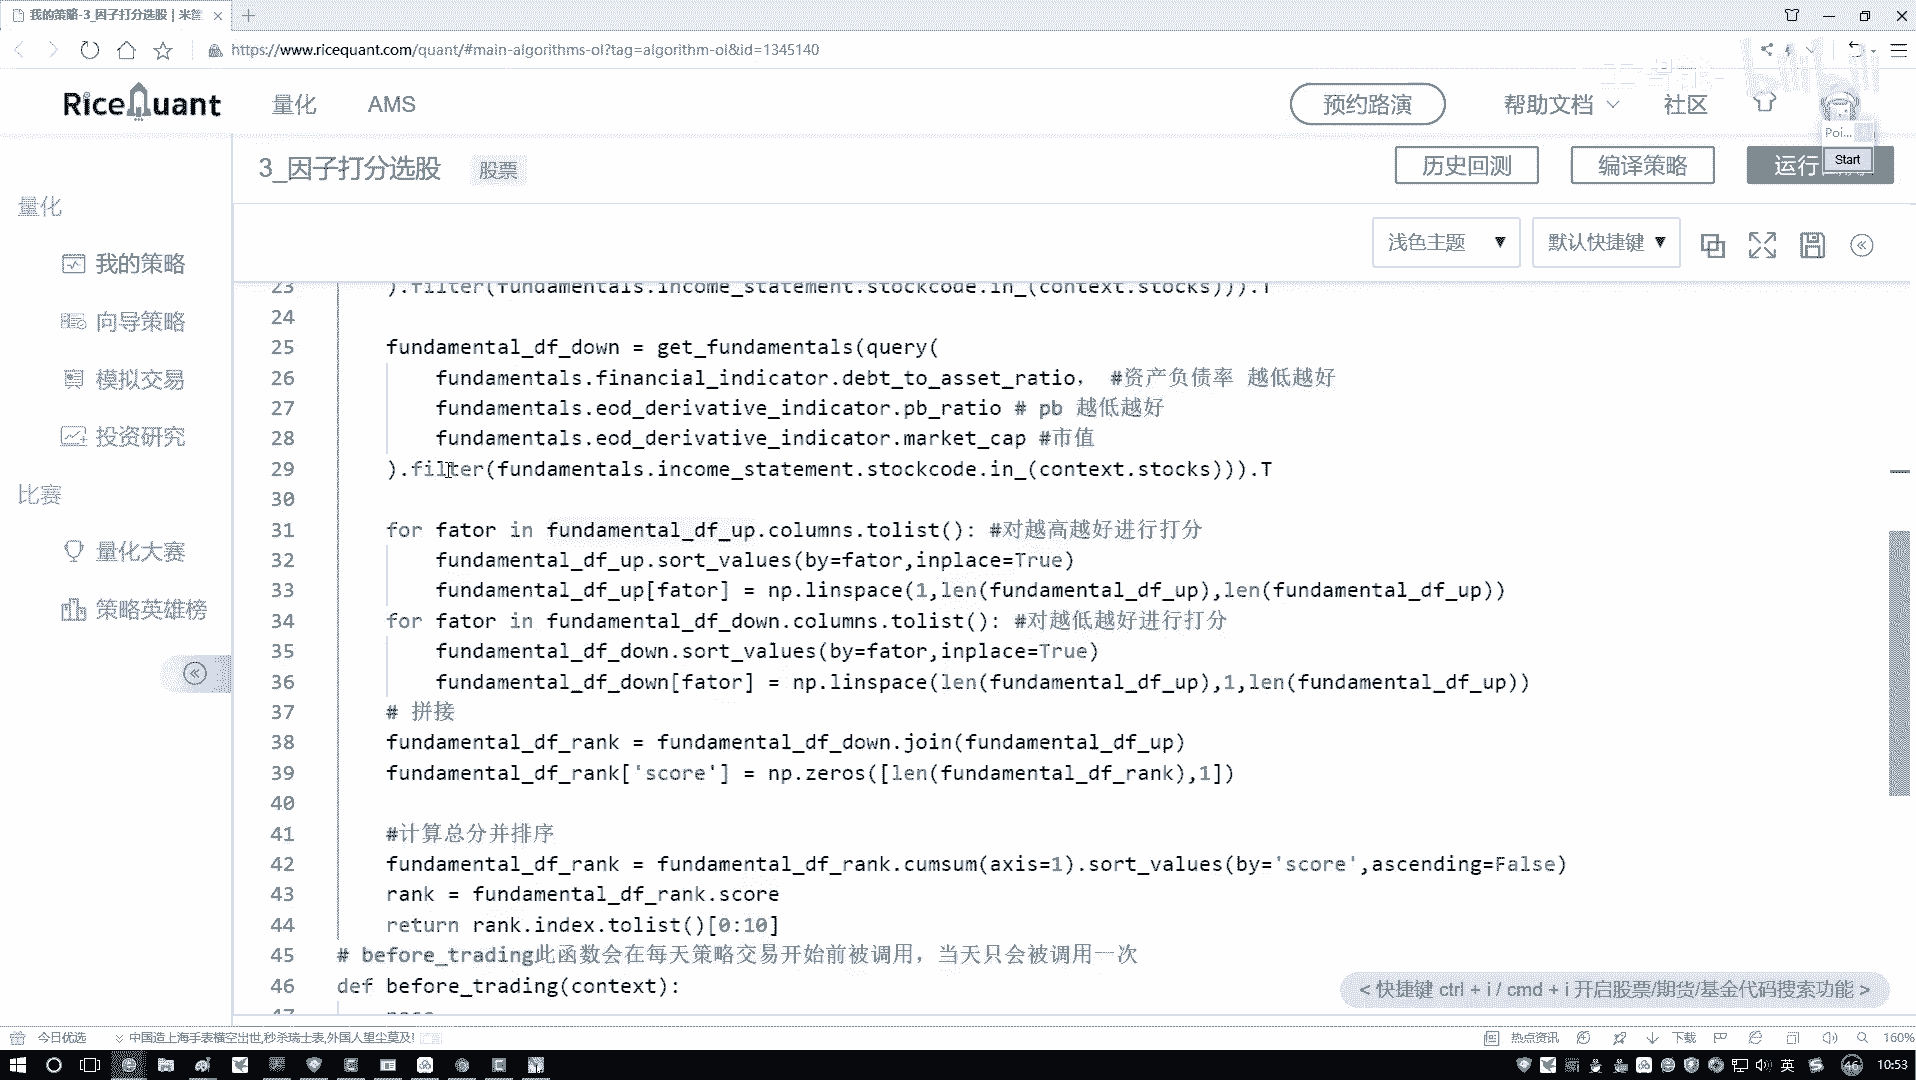 我的策略-3_因子打分选股 | 米筐
https://www.ricequant.com/quant/#main-algorithms-ol?tag=algorithm-ol&id=1345140
RiceQuant
量化
AMS
预约路演
帮助文档
社区
Poi...
Start
3_因子打分选股
股票
历史回测
编译策略
运行
浅色主题 ▼
默认快捷键 ▼
量化
我的策略
向导策略
模拟交易
投资研究
比赛
量化大赛
策略英雄榜
23 ).filter(fundamentals.income_statement.stockcode.in_(context.stocks))).T
24
25 fundamental_df_down = get_fundamentals(query(
26 fundamentals.financial_indicator.debt_to_asset_ratio， #资产负债率 越低越好
27 fundamentals.eod_derivative_indicator.pb_ratio # pb 越低越好
28 fundamentals.eod_derivative_indicator.market_cap #市值
29 ).filter(fundamentals.income_statement.stockcode.in_(context.stocks))).T
30
31 for fator in fundamental_df_up.columns.tolist(): #对越高越好进行打分
32 fundamental_df_up.sort_values(by=fator,inplace=True)
33 fundamental_df_up[fator] = np.linspace(1,len(fundamental_df_up),len(fundamental_df_up))
34 for fator in fundamental_df_down.columns.tolist(): #对越低越好进行打分
35 fundamental_df_down.sort_values(by=fator,inplace=True)
36 fundamental_df_down[fator] = np.linspace(len(fundamental_df_up),1,len(fundamental_df_up))
37 # 拼接
38 fundamental_df_rank = fundamental_df_down.join(fundamental_df_up)
39 fundamental_df_rank['score'] = np.zeros([len(fundamental_df_rank),1])
40
41 #计算总分并排序
42 fundamental_df_rank = fundamental_df_rank.cumsum(axis=1).sort_values(by='score',ascending=False)
43 rank = fundamental_df_rank.score
44 return rank.index.tolist()[0:10]
45 # before_trading此函数会在每天策略交易开始前被调用，当天只会被调用一次
46 def before_trading(context):
47
< 快捷键 ctrl + i / cmd + i 开启股票/期货/基金代码搜索功能 >
今日优选
中国造上海手表横空出世,秒杀瑞士表,外国人望尘莫及!
热点资讯
下载
160%
英
46
10:53